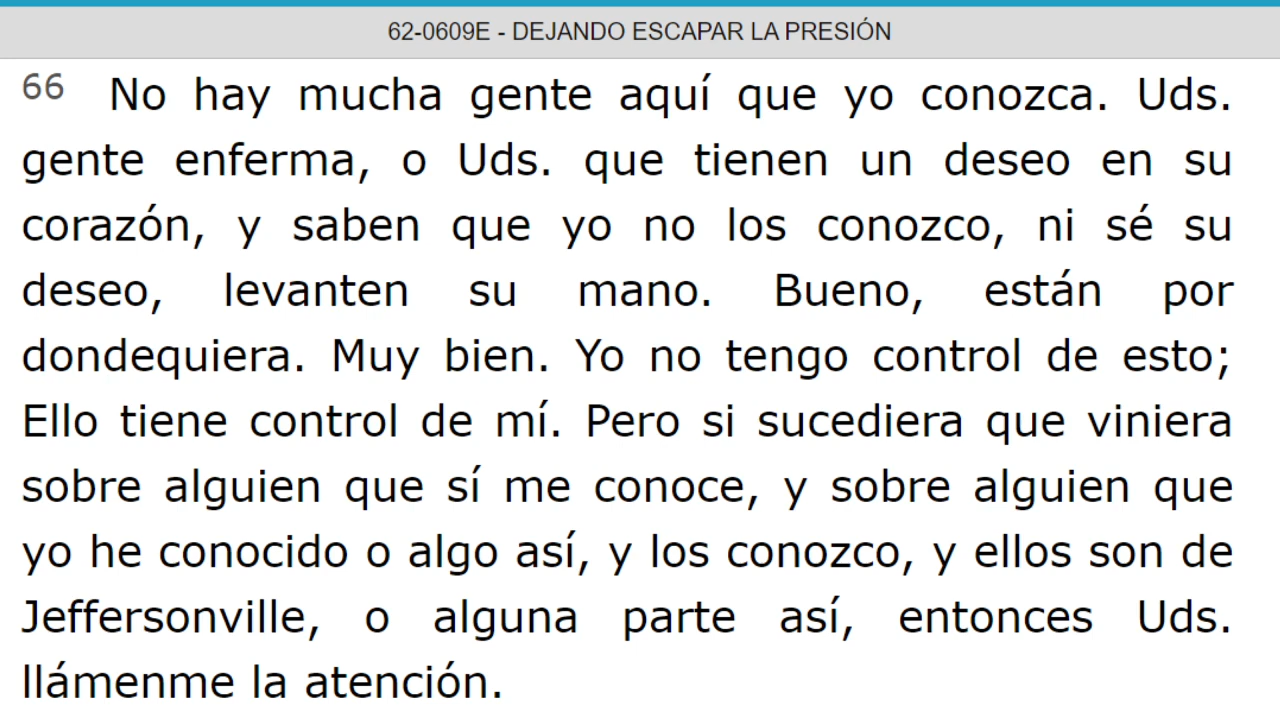 62-0609E - DEJANDO ESCAPAR LA PRESIÓN
66 No hay mucha gente aquí que yo conozca. Uds.
gente enferma, o Uds. que tienen un deseo en su
corazón, y saben que yo no los conozco, ni sé su
deseo, levanten su mano. Bueno, están por
dondequiera. Muy bien. Yo no tengo control de esto;
Ello tiene control de mí. Pero si sucediera que viniera
sobre alguien que sí me conoce, y sobre alguien que
yo he conocido o algo así, y los conozco, y ellos son de
Jeffersonville, o alguna parte así, entonces Uds.
llámenme la atención.